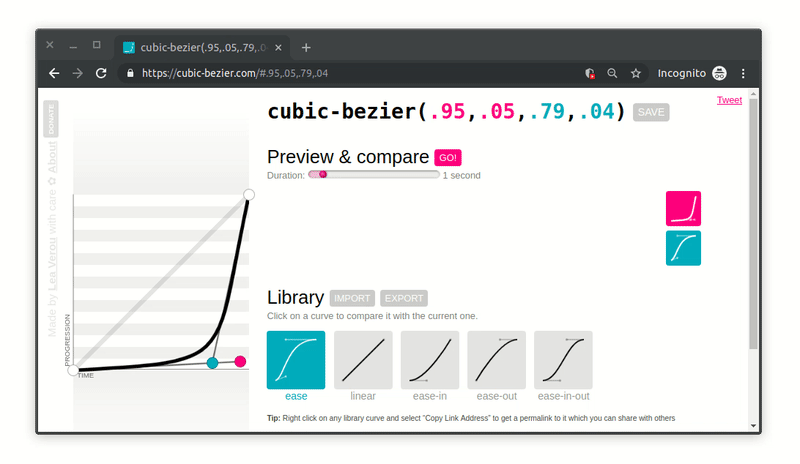 cubic-bezier(.95,.05,.79,.0
https://cubic-bezier.com/#.95,.05,.79,.04
Incognito
Tweet
DONATE
Made by Lea Verou with care ✿ About
cubic-bezier(.95,.05,.79,.04)
SAVE
Preview & compare
GO!
Duration:
1 second
PROGRESSION
TIME
Library
IMPORT
EXPORT
Click on a curve to compare it with the current one.
ease
linear
ease-in
ease-out
ease-in-out
Tip: Right click on any library curve and select "Copy Link Address" to get a permalink to it which you can share with others